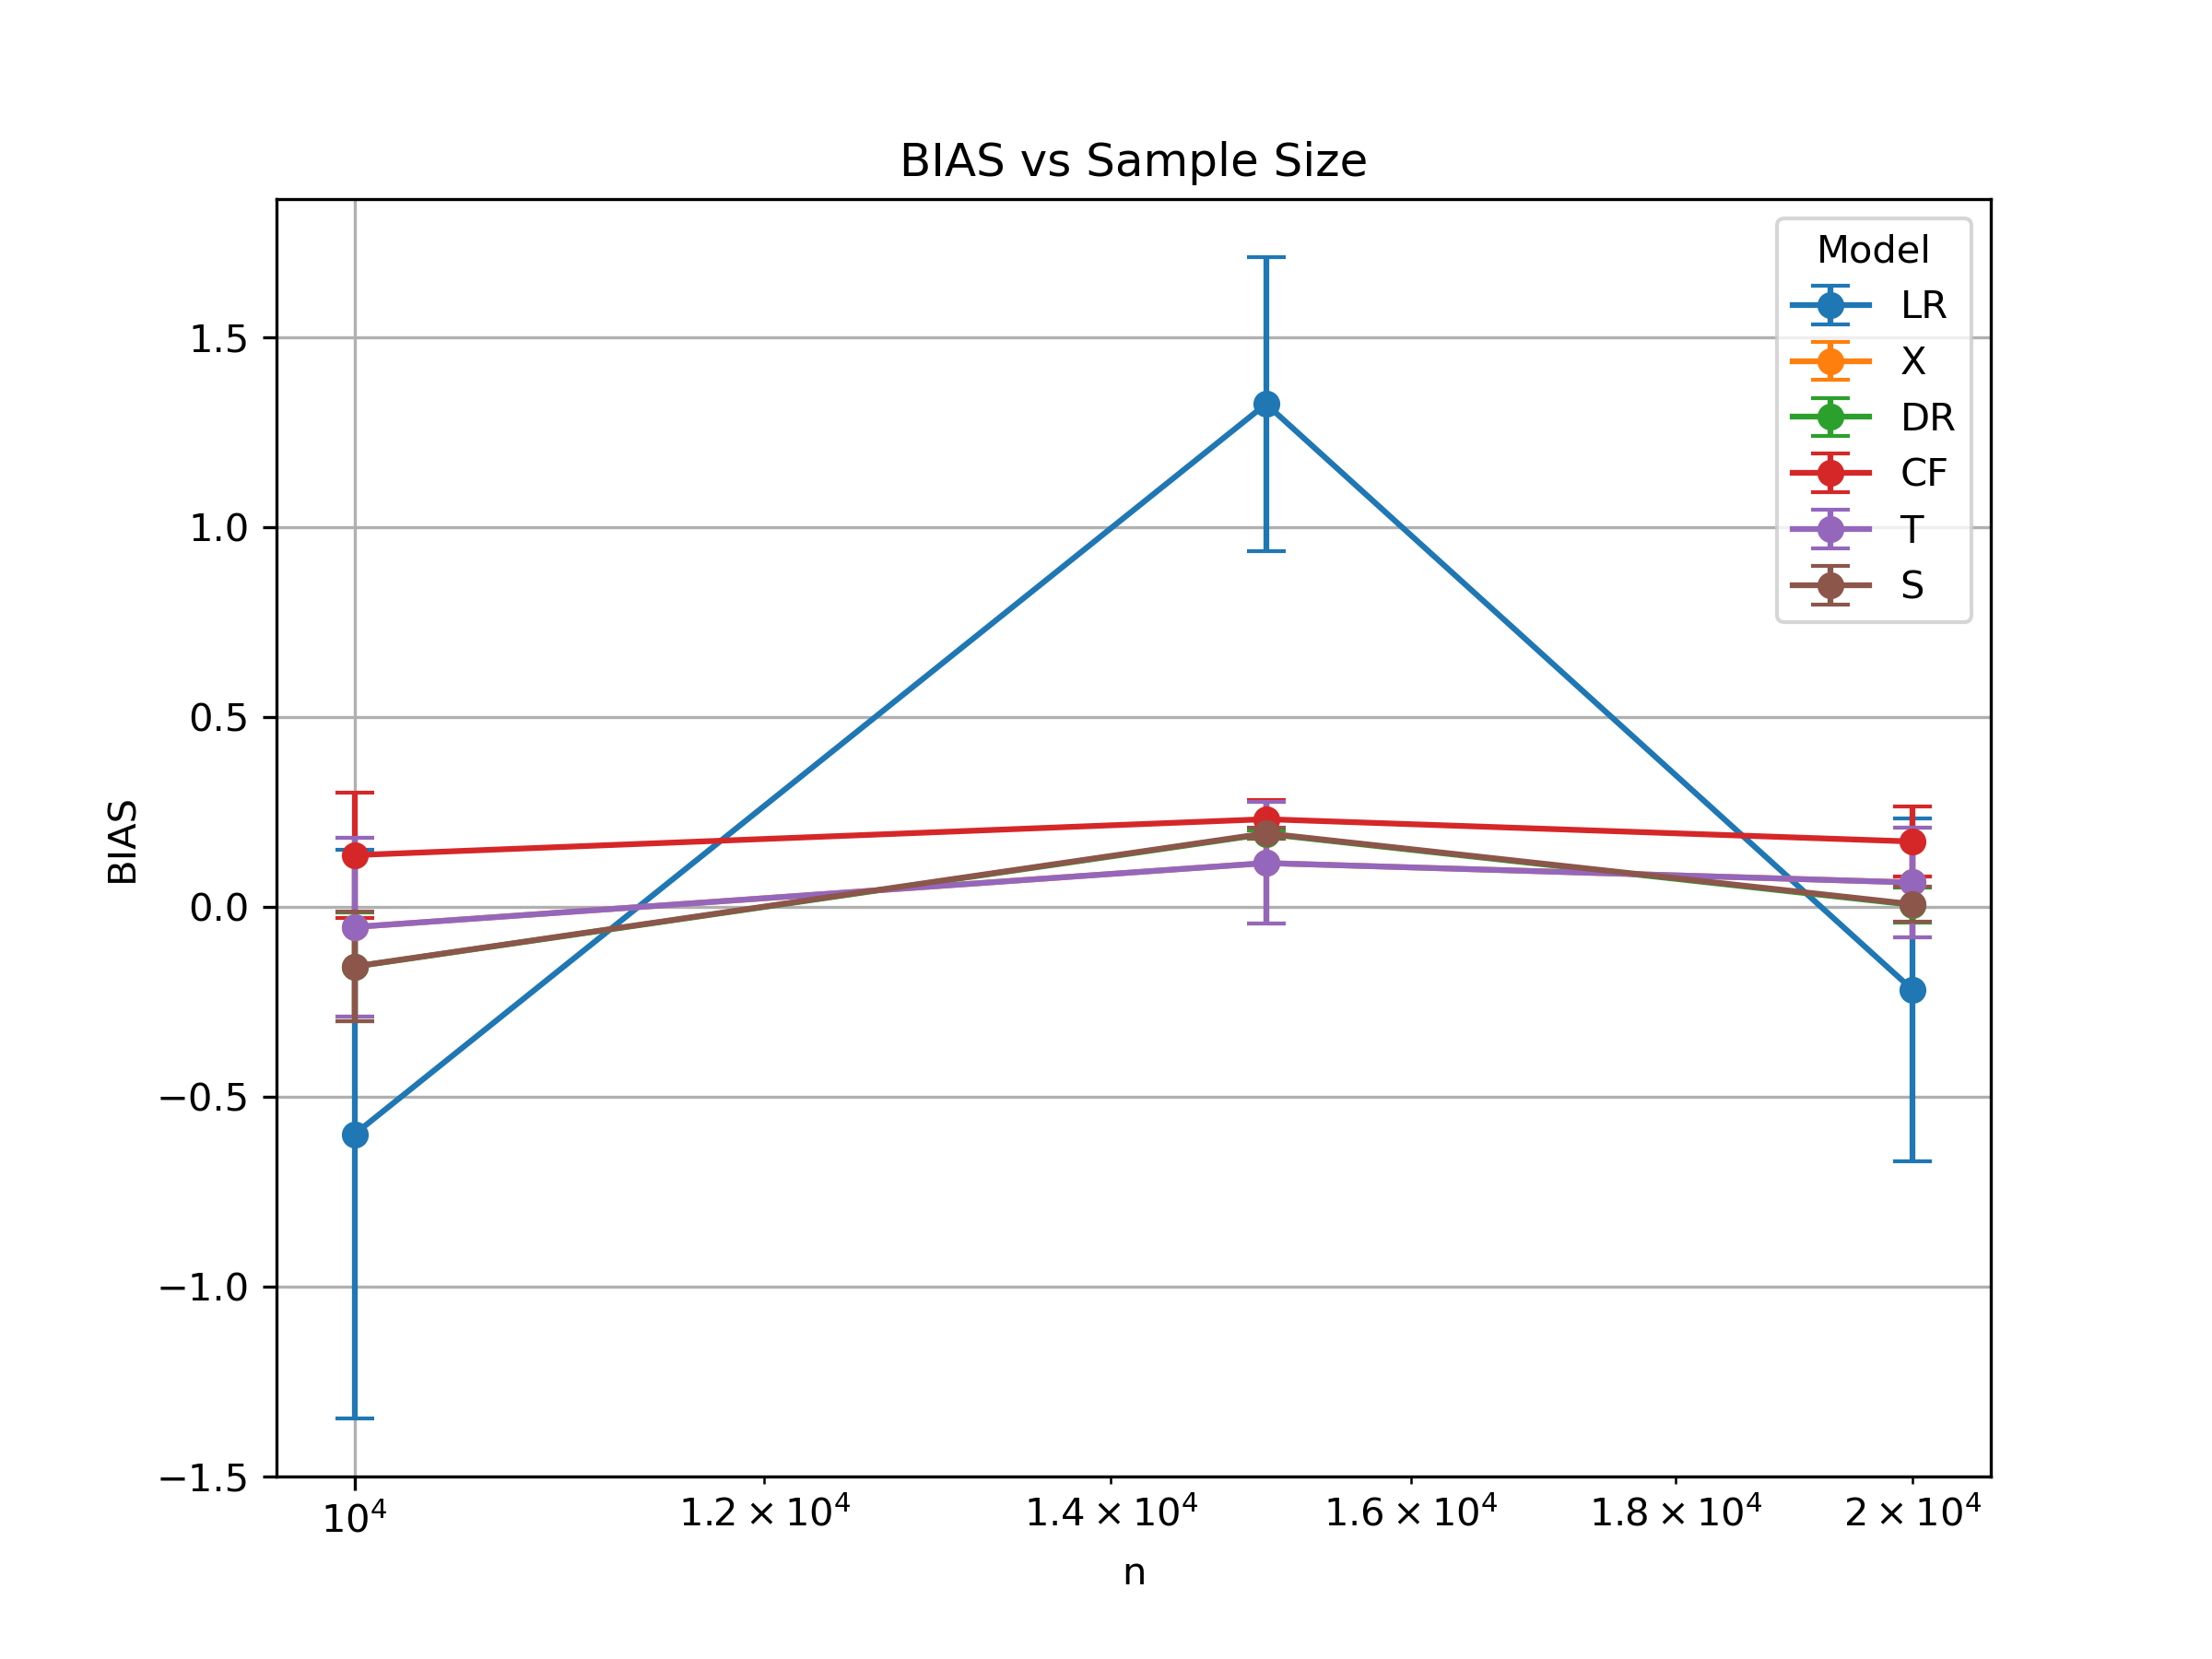 BIAS vs Sample Size
Model
LR
X
DR
CF
T
S
BIAS
1.5
1.0
0.5
0.0
−0.5
−1.0
−1.5
10⁴
1.2 × 10⁴
1.4 × 10⁴
1.6 × 10⁴
1.8 × 10⁴
2 × 10⁴
n